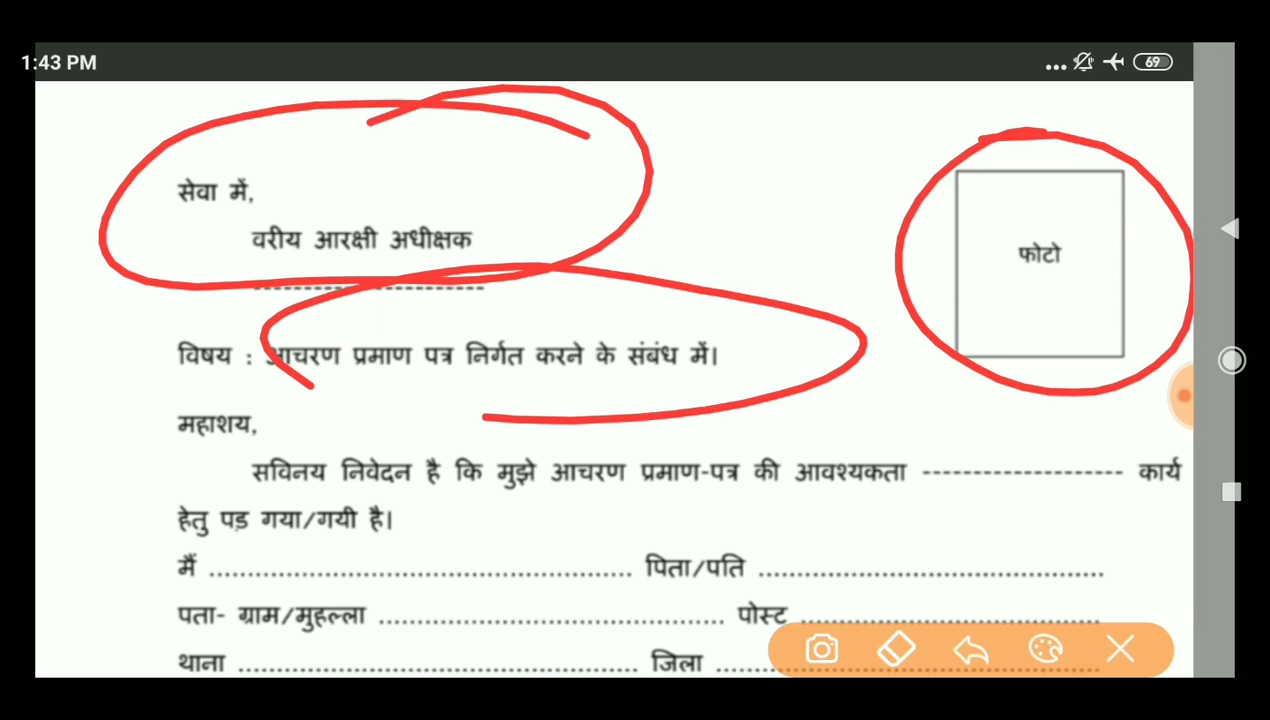 1:43 PM
69
सेवा में,
वरीय आरक्षी अधीक्षक
-----------------------
फोटो
विषय : आचरण प्रमाण पत्र निर्गत करने के संबंध में।
महाशय,
सविनय निवेदन है कि मुझे आचरण प्रमाण-पत्र की आवश्यकता -------------------- कार्य
हेतु पड़ गया/गयी है।
मैं ..................................................... पिता/पति ...........................................
पता- ग्राम/मुहल्ला ........................................... पोस्ट .....................................
थाना .................................................. जिला ................................................